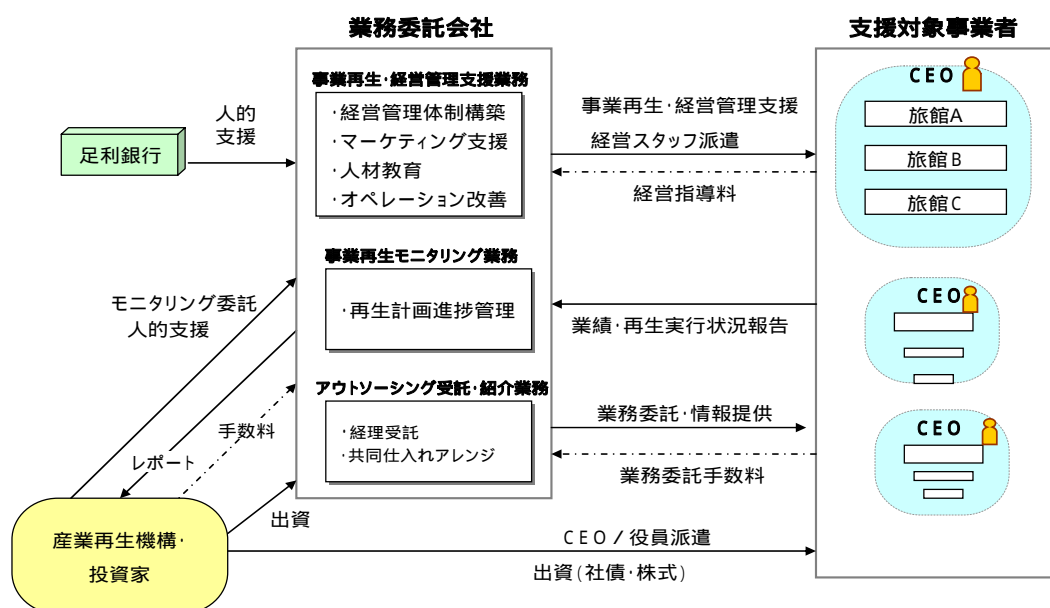 業務委託会社
支援対象事業者
事業再生・経営管理支援業務
・経営管理体制構築
・マーケティング支援
・人材教育
・オペレーション改善
足利銀行
人的
支援
事業再生・経営管理支援
経営スタッフ派遣
経営指導料
CEO
旅館A
旅館B
旅館C
事業再生モニタリング業務
・再生計画進捗管理
モニタリング委託
人的支援
業績・再生実行状況報告
CEO
アウトソーシング受託・紹介業務
・経理受託
・共同仕入れアレンジ
手数料
レポート
業務委託・情報提供
業務委託手数料
CEO
出資
産業再生機構・
投資家
CEO/役員派遣
出資(社債・株式)